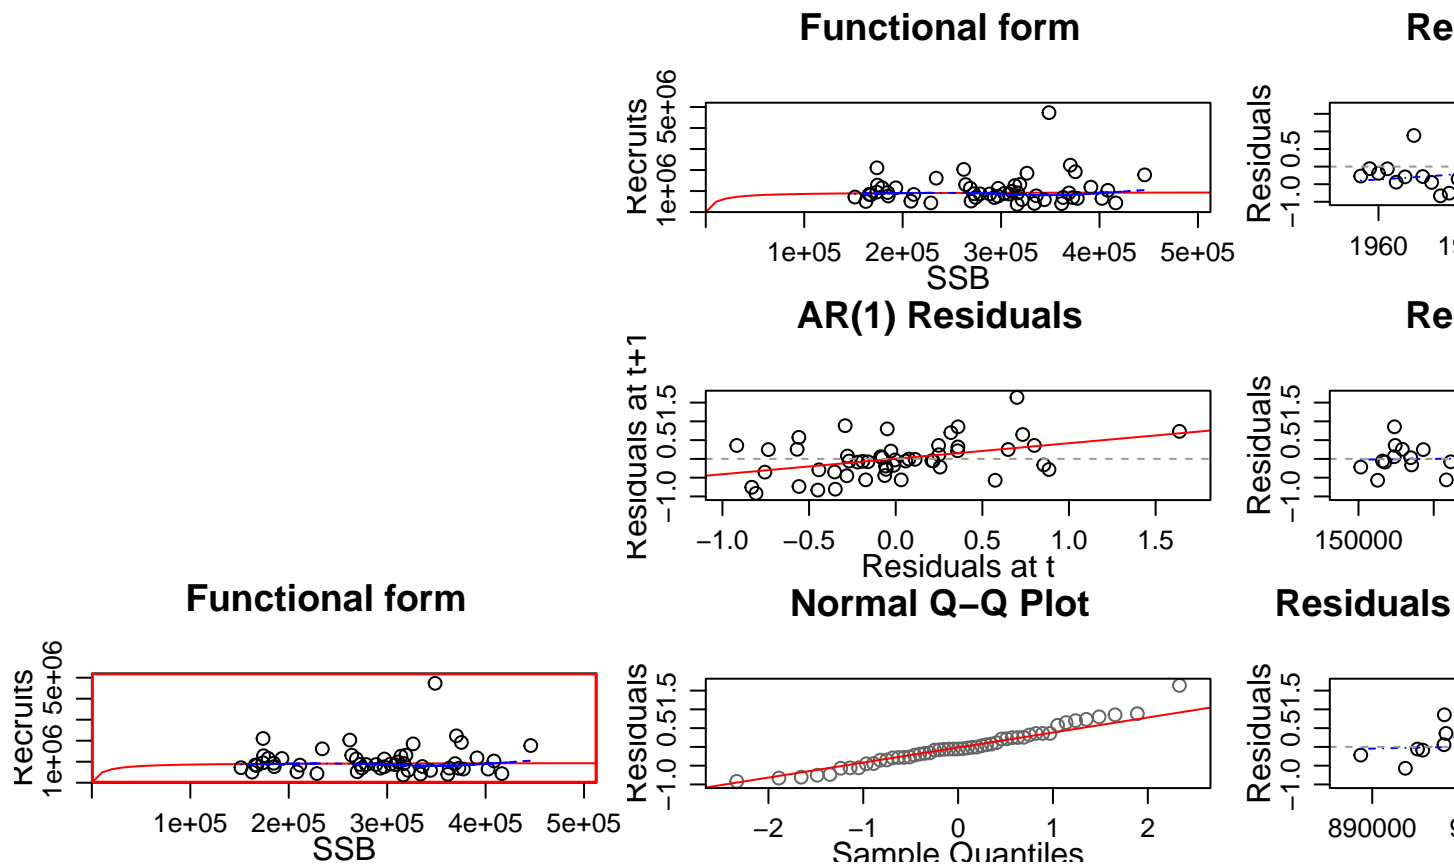 Functional form
Re
Recruits
1e+06 5e+06
1e+05 2e+05 3e+05 4e+05 5e+05
SSB
Residuals
−1.0 0.5
1960 19
AR(1) Residuals
Re
Residuals at t+1
−1.0 0.5 1.5
−1.0 −0.5 0.0 0.5 1.0 1.5
Residuals at t
Residuals
−1.0 0.5 1.5
150000
Functional form
Normal Q−Q Plot
Residuals
Recruits
1e+06 5e+06
1e+05 2e+05 3e+05 4e+05 5e+05
SSB
Residuals
−1.0 0.5 1.5
−2 −1 0 1 2
Sample Quantiles
Residuals
−1.0 0.5 1.5
890000 9